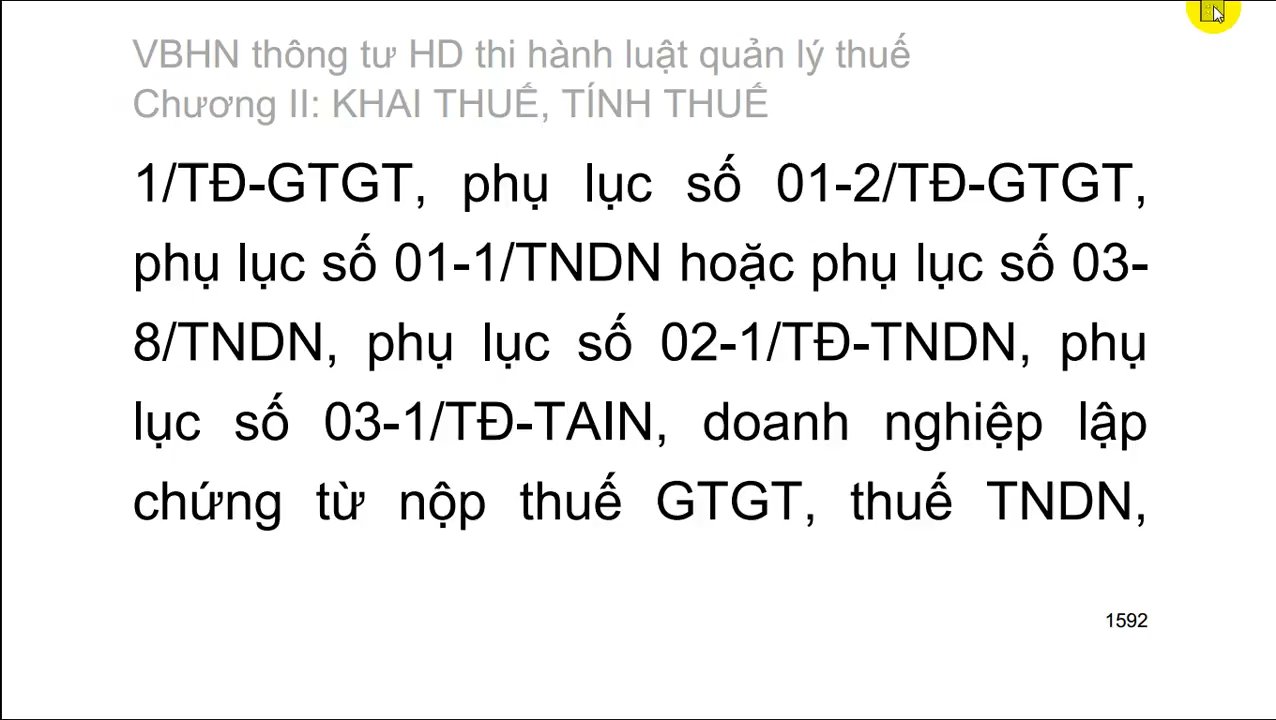 VBHN thông tư HD thi hành luật quản lý thuế
Chương II: KHAI THUẾ, TÍNH THUẾ
1/TĐ-GTGT, phụ lục số 01-2/TĐ-GTGT,
phụ lục số 01-1/TNDN hoặc phụ lục số 03-
8/TNDN, phụ lục số 02-1/TĐ-TNDN, phụ
lục số 03-1/TĐ-TAIN, doanh nghiệp lập
chứng từ nộp thuế GTGT, thuế TNDN,
1592